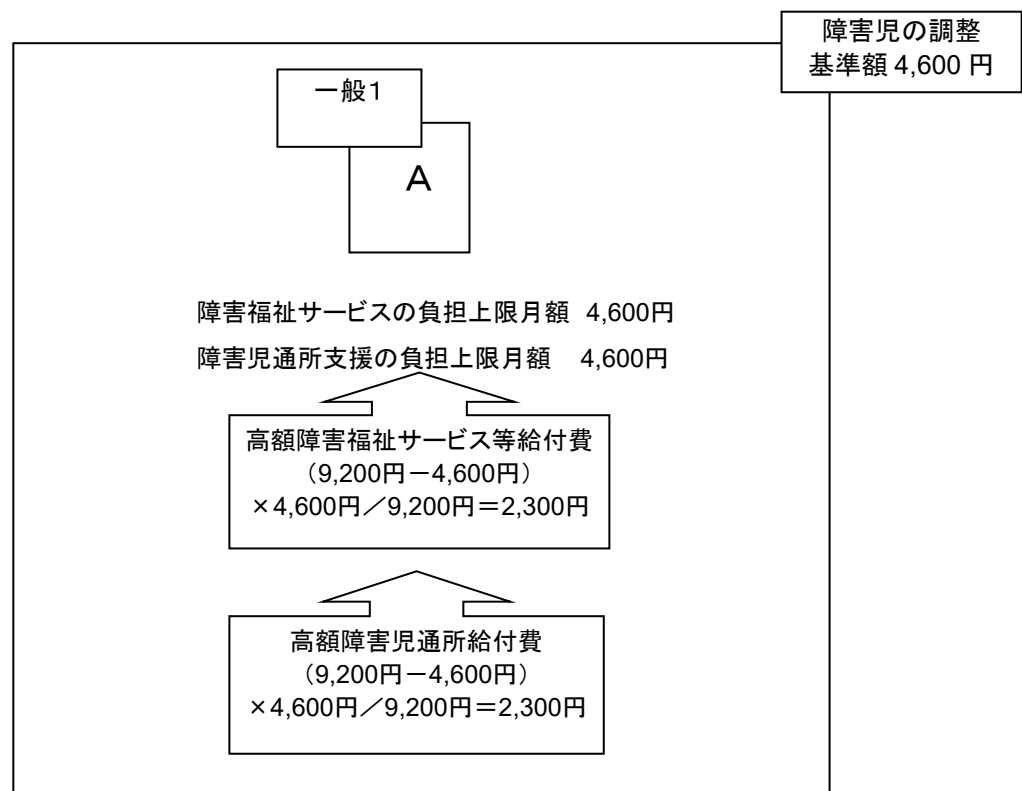 障害児の調整
基準額 4,600 円
一般１
Ａ
障害福祉サービスの負担上限月額 4,600円
障害児通所支援の負担上限月額 4,600円
高額障害福祉サービス等給付費
（9,200円－4,600円）
×4,600円／9,200円＝2,300円
高額障害児通所給付費
（9,200円－4,600円）
×4,600円／9,200円＝2,300円